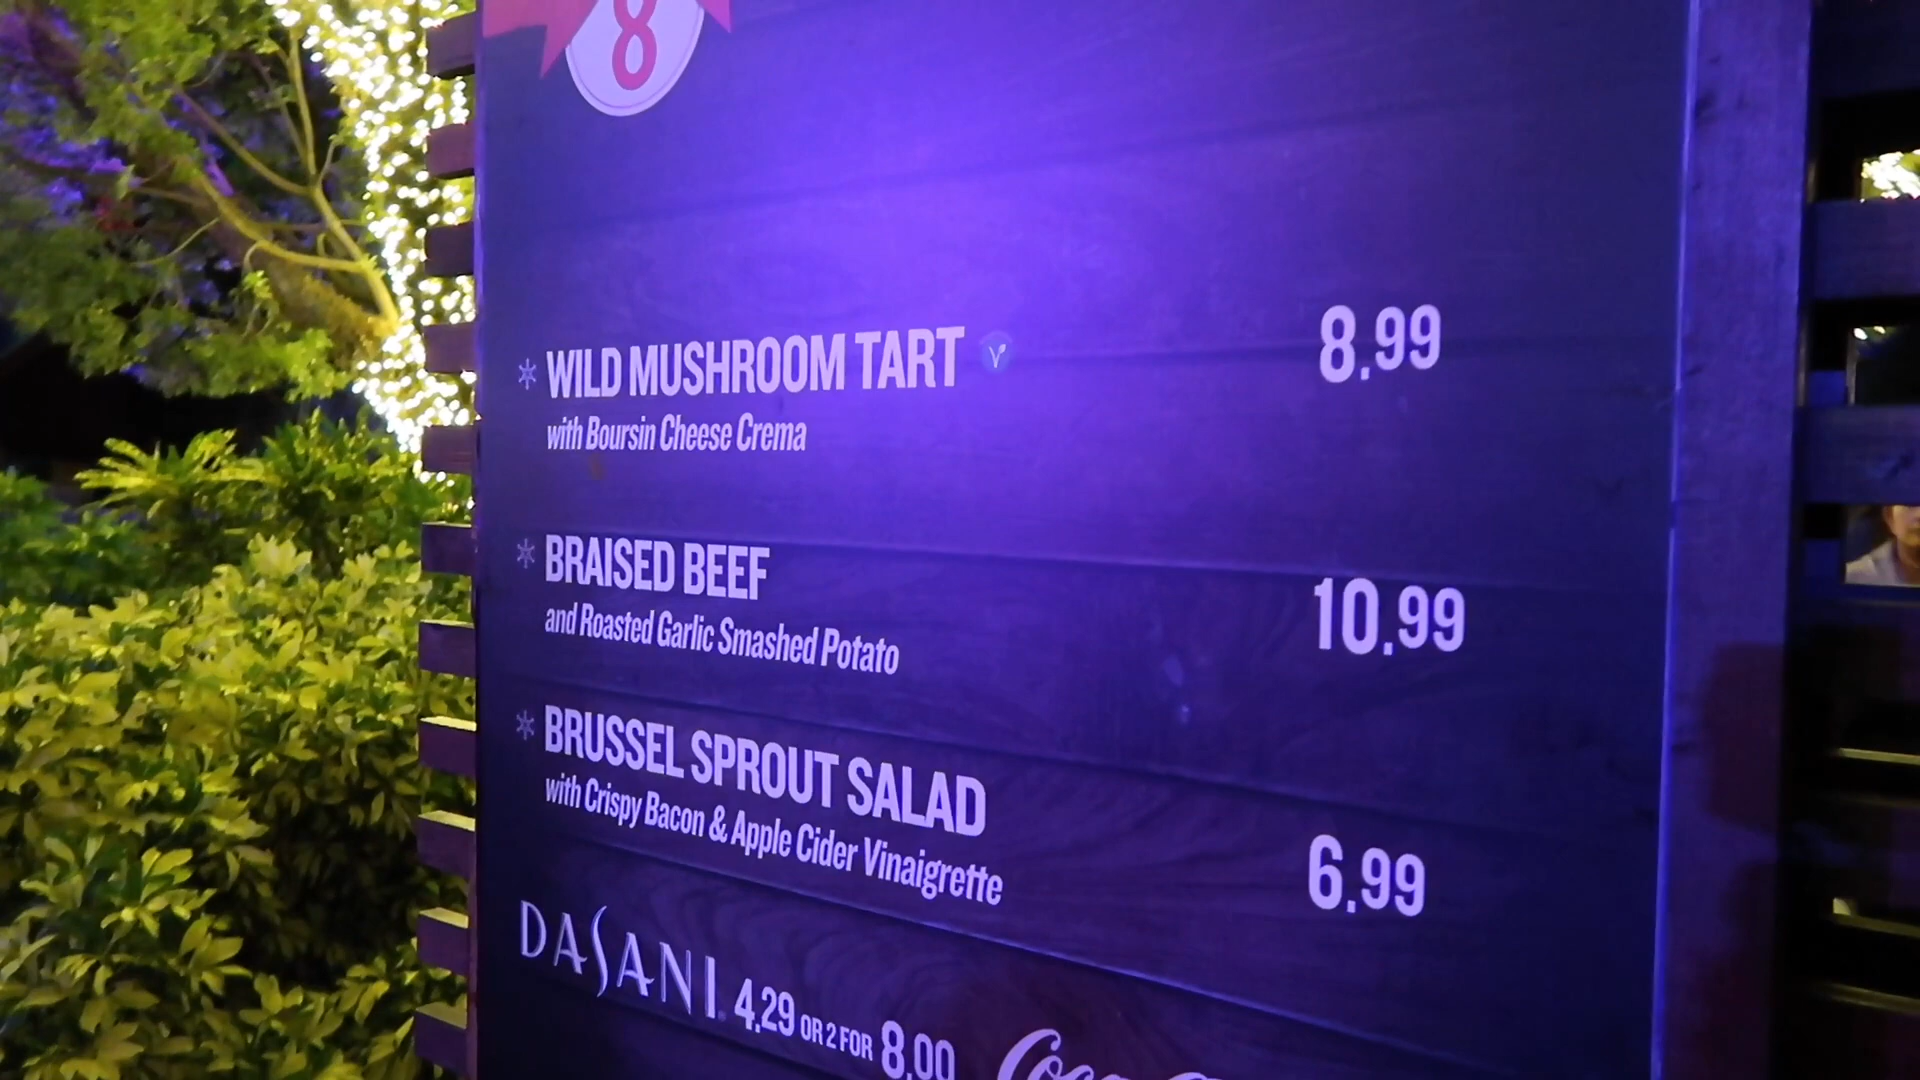 8
* WILD MUSHROOM TART V 8.99
with Boursin Cheese Crema
* BRAISED BEEF 10.99
and Roasted Garlic Smashed Potato
* BRUSSEL SPROUT SALAD 6.99
with Crispy Bacon & Apple Cider Vinaigrette
DASANI 4.29 OR 2 FOR 8.00